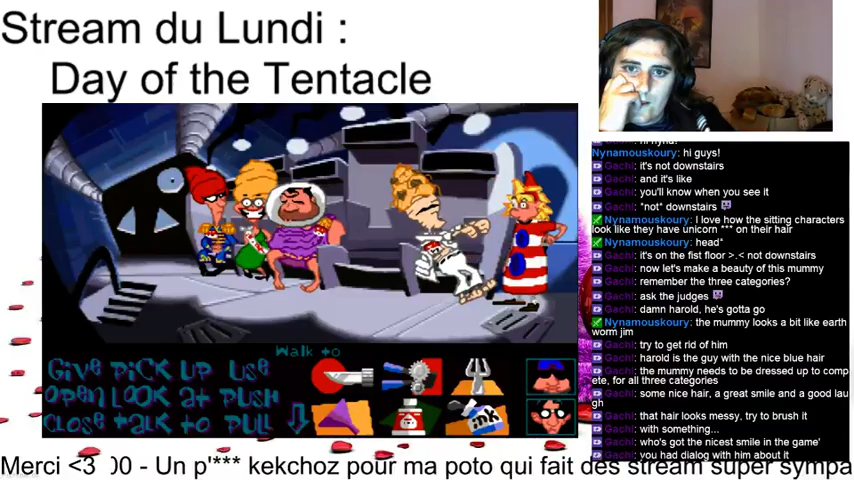 Stream du Lundi :
Day of the Tentacle
Nynamouskoury: hi guys!
Gachi: it's not downstairs
Gachi: and it's like
Gachi: you'll know when you see it
Gachi: *not* downstairs
Nynamouskoury: I love how the sitting characters
look like they have unicorn *** on their hair
Nynamouskoury: head*
Gachi: it's on the fist floor >.< not downstairs
Gachi: now let's make a beauty of this mummy
Gachi: remember the three categories?
Gachi: ask the judges
Gachi: damn harold, he's gotta go
Nynamouskoury: the mummy looks a bit like earth
worm jim
Gachi: try to get rid of him
Gachi: harold is the guy with the nice blue hair
Gachi: the mummy needs to be dressed up to comp
ete, for all three categories
Gachi: some nice hair, a great smile and a good lau
gh
Gachi: that hair looks messy, try to brush it
Gachi: with something...
Gachi: who's got the nicest smile in the game'
Gachi: you had dialog with him about it
Walk to
Give Pick up Use
Open Look at Push
Close Talk to Pull
ink
Merci <3 00 - Un p'*** kekchoz pour ma poto qui fait des stream super sympa